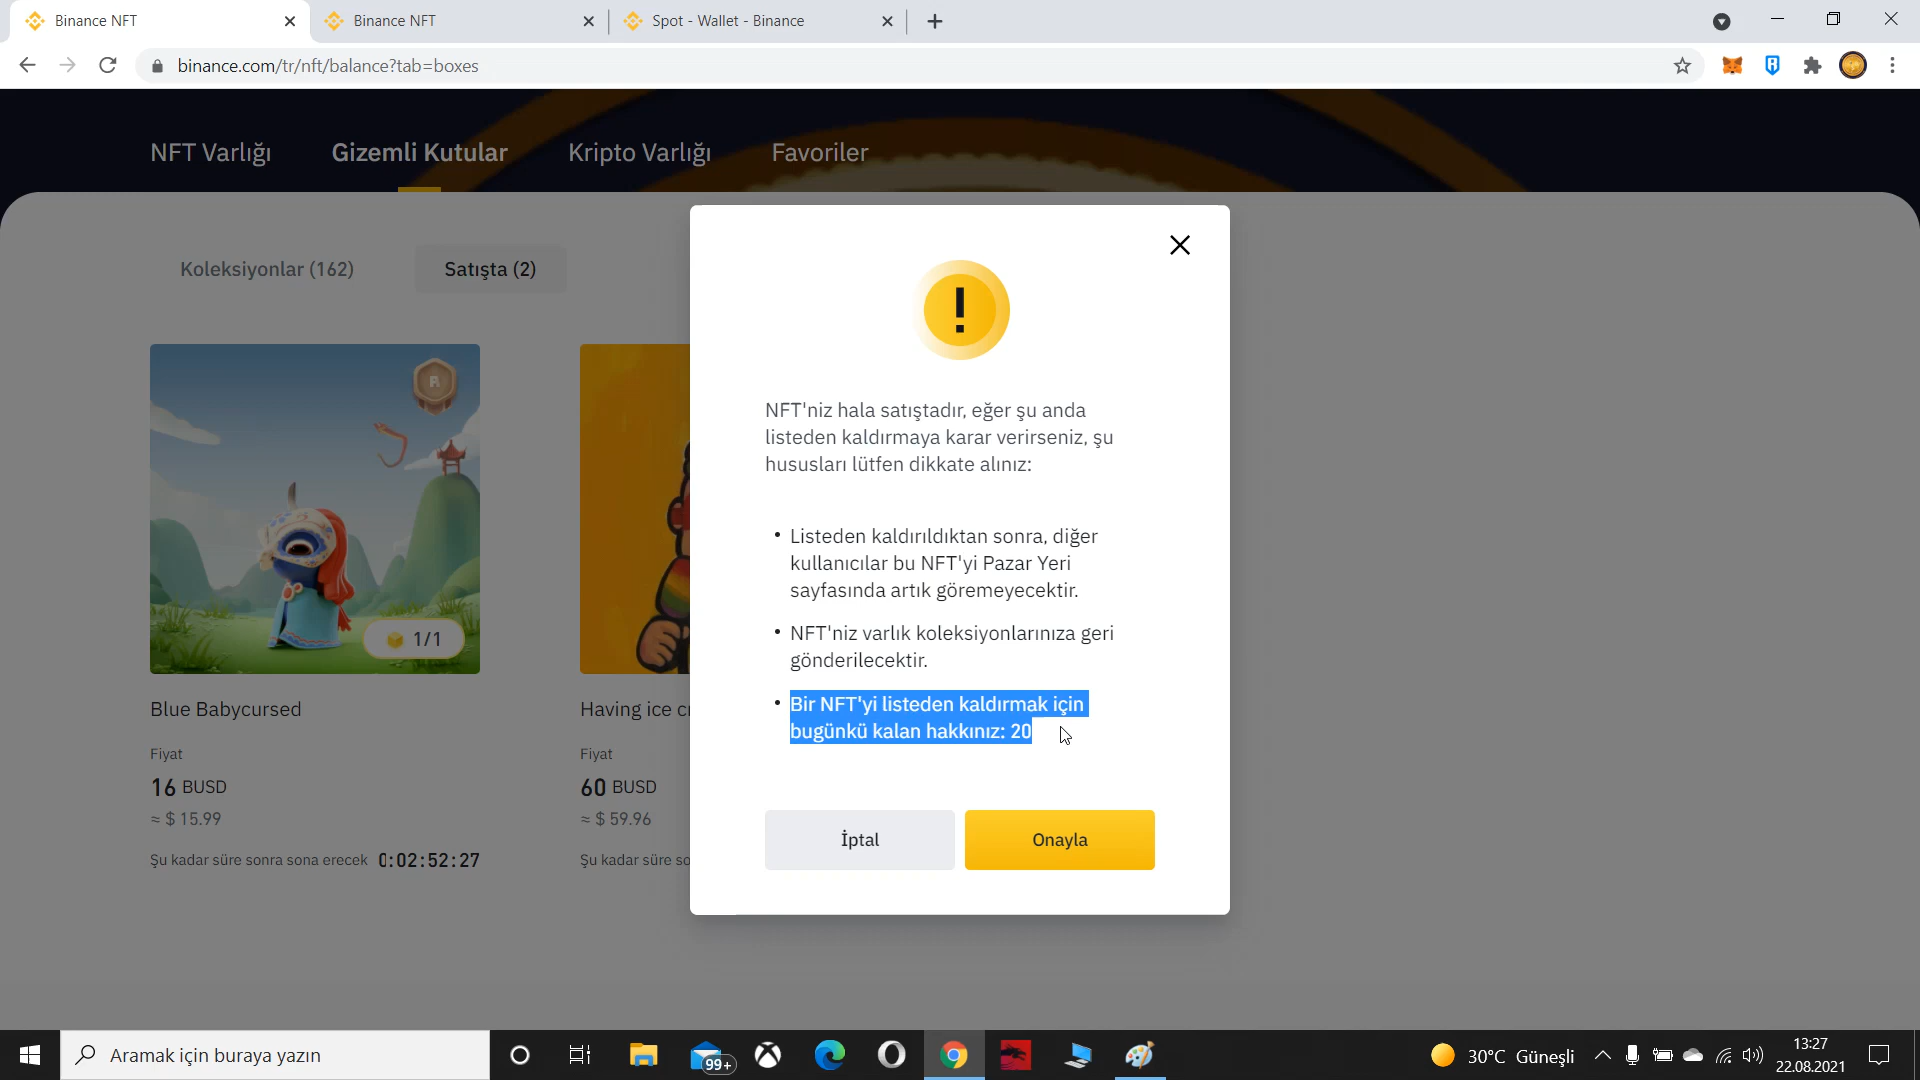 Binance NFT
Binance NFT
Spot - Wallet - Binance
binance.com/tr/nft/balance?tab=boxes
NFT Varlığı
Gizemli Kutular
Kripto Varlığı
Favoriler
Koleksiyonlar (162)
Satışta (2)
R
1/1
Blue Babycursed
Fiyat
16 BUSD
≈ $ 15.99
Şu kadar süre sonra sona erecek 0:02:52:27
Having ice cr
Fiyat
60 BUSD
≈ $ 59.96
Şu kadar süre so
!
NFT'niz hala satıştadır, eğer şu anda
listeden kaldırmaya karar verirseniz, şu
hususları lütfen dikkate alınız:
• Listeden kaldırıldıktan sonra, diğer
kullanıcılar bu NFT'yi Pazar Yeri
sayfasında artık göremeyecektir.
• NFT'niz varlık koleksiyonlarınıza geri
gönderilecektir.
• Bir NFT'yi listeden kaldırmak için
bugünkü kalan hakkınız: 20
İptal
Onayla
Aramak için buraya yazın
99+
30°C Güneşli
13:27
22.08.2021